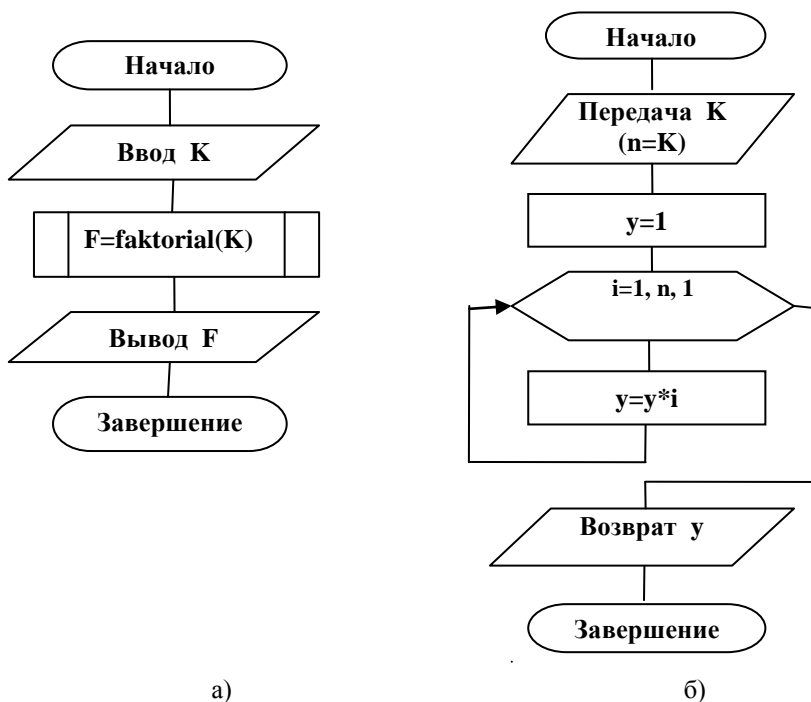 Начало
Ввод K
F=faktorial(K)
Вывод F
Завершение
а)
Начало
Передача K
(n=K)
y=1
i=1, n, 1
y=y*i
Возврат y
Завершение
б)